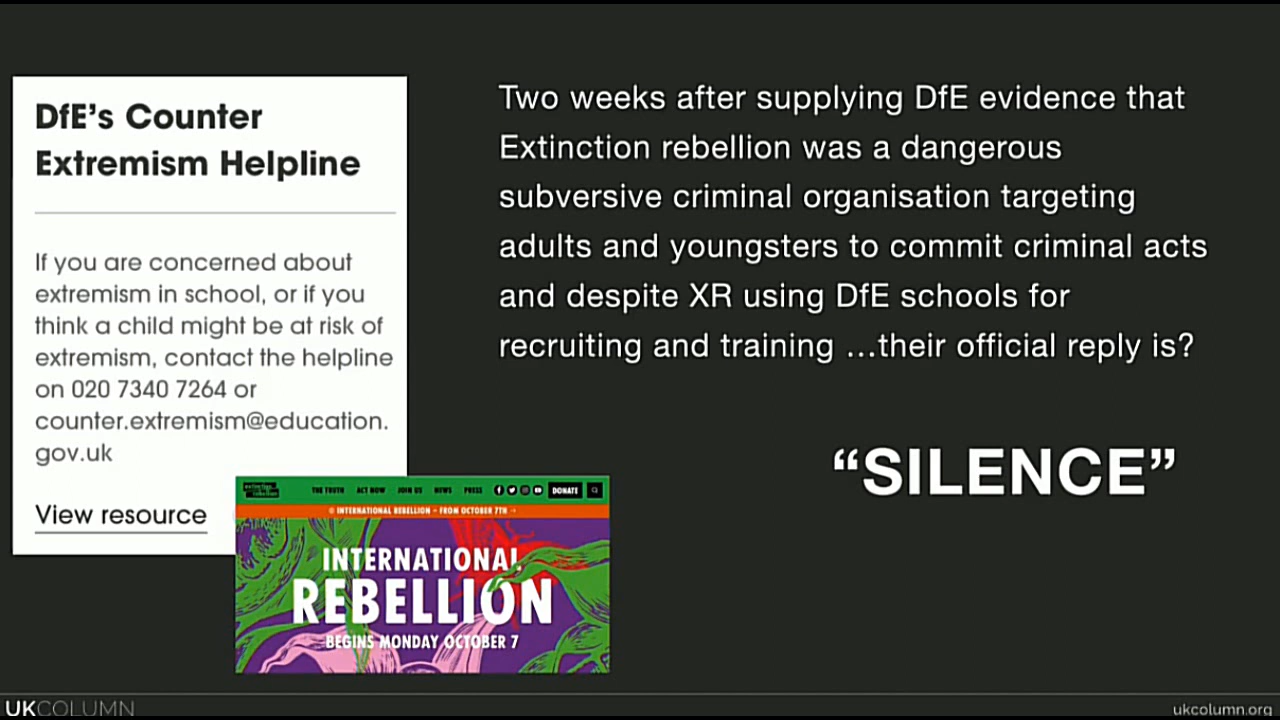 DfE's Counter
Extremism Helpline
If you are concerned about
extremism in school, or if you
think a child might be at risk of
extremism, contact the helpline
on 020 7340 7264 or
counter.extremism@education.
gov.uk
View resource
Two weeks after supplying DfE evidence that
Extinction rebellion was a dangerous
subversive criminal organisation targeting
adults and youngsters to commit criminal acts
and despite XR using DfE schools for
recruiting and training ...their official reply is?
“SILENCE”
extinction
rebellion
THE TRUTH ACT NOW JOIN US NEWS PRESS DONATE
INTERNATIONAL REBELLION – FROM OCTOBER 7TH →
INTERNATIONAL
REBELLION
BEGINS MONDAY OCTOBER 7
UKCOLUMN
ukcolumn.org